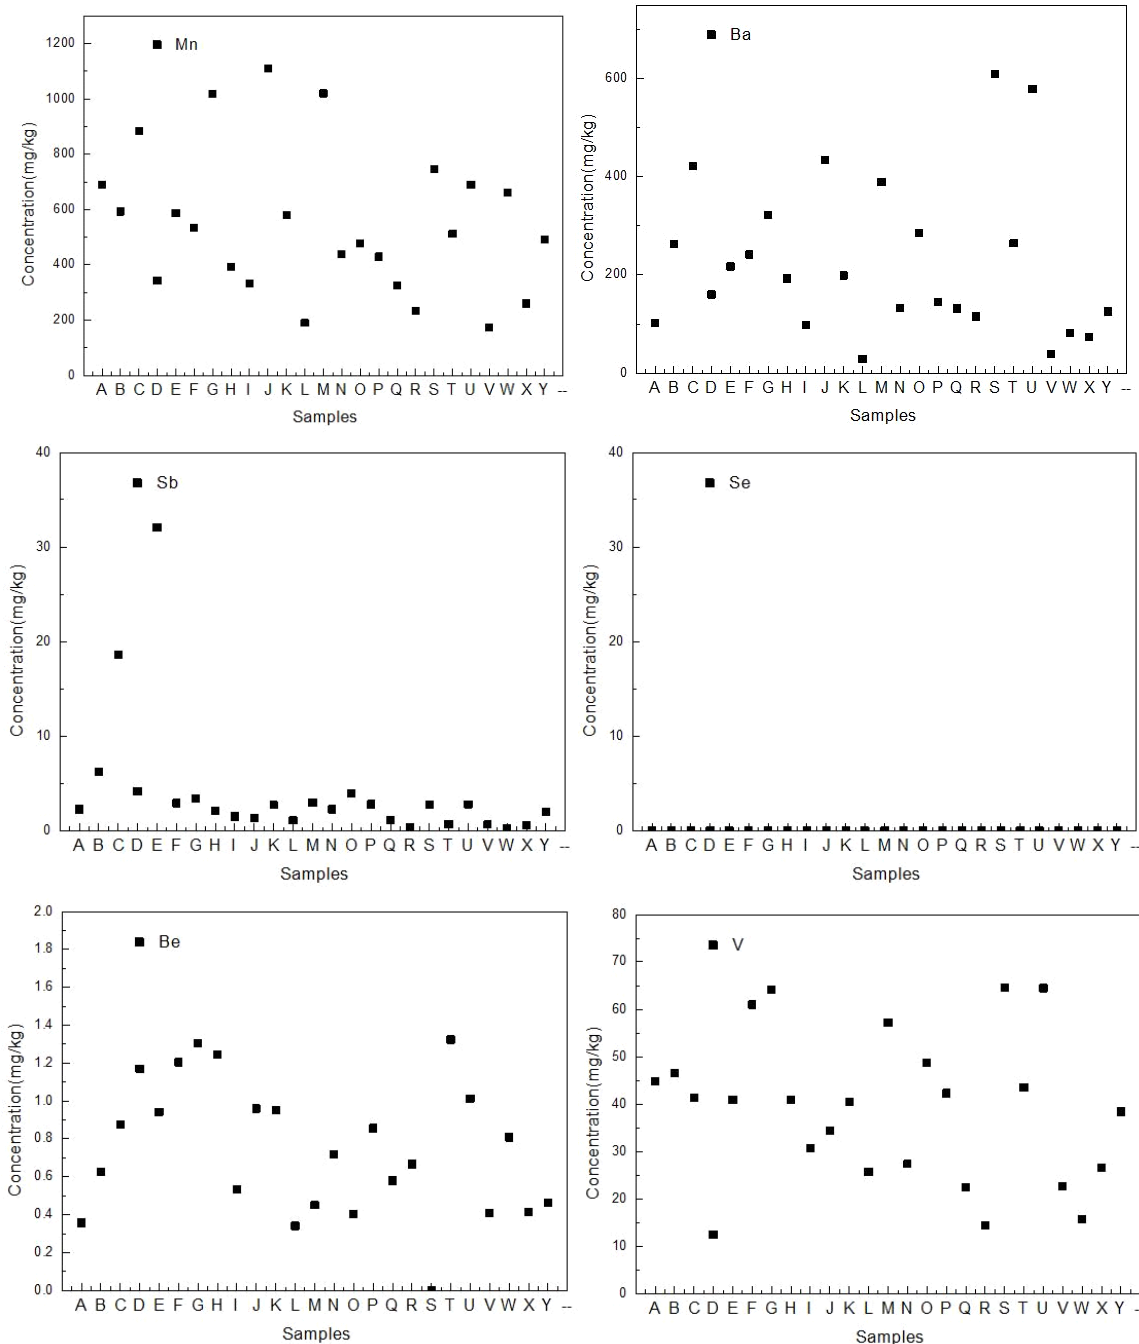 Mn
Concentration(mg/kg)
1200
1000
800
600
400
200
0
A B C D E F G H I J K L M N O P Q R S T U V W X Y --
Samples
Ba
Concentration(mg/kg)
600
400
200
0
A B C D E F G H I J K L M N O P Q R S T U V W X Y --
Samples
Sb
Concentration(mg/kg)
40
30
20
10
0
A B C D E F G H I J K L M N O P Q R S T U V W X Y --
Samples
Se
Concentration(mg/kg)
40
30
20
10
0
A B C D E F G H I J K L M N O P Q R S T U V W X Y --
Samples
Be
Concentration(mg/kg)
2.0
1.8
1.6
1.4
1.2
1.0
0.8
0.6
0.4
0.2
0.0
A B C D E F G H I J K L M N O P Q R S T U V W X Y --
Samples
V
Concentration(mg/kg)
80
70
60
50
40
30
20
10
0
A B C D E F G H I J K L M N O P Q R S T U V W X Y -
Samples